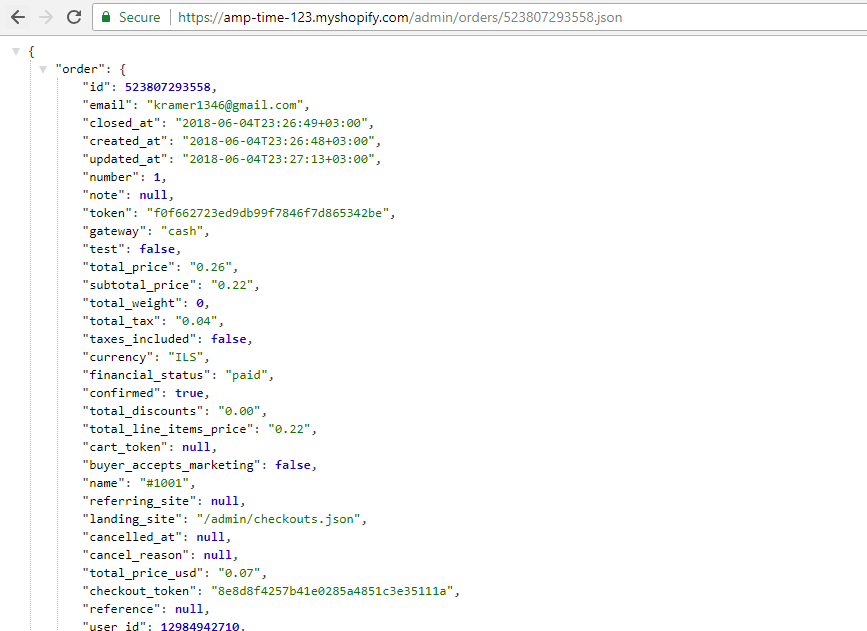 Secure https://amp-time-123.myshopify.com/admin/orders/523807293558.json
{
"order": {
"id": 523807293558,
"email": "kramer1346@gmail.com",
"closed_at": "2018-06-04T23:26:49+03:00",
"created_at": "2018-06-04T23:26:48+03:00",
"updated_at": "2018-06-04T23:27:13+03:00",
"number": 1,
"note": null,
"token": "f0f662723ed9db99f7846f7d865342be",
"gateway": "cash",
"test": false,
"total_price": "0.26",
"subtotal_price": "0.22",
"total_weight": 0,
"total_tax": "0.04",
"taxes_included": false,
"currency": "ILS",
"financial_status": "paid",
"confirmed": true,
"total_discounts": "0.00",
"total_line_items_price": "0.22",
"cart_token": null,
"buyer_accepts_marketing": false,
"name": "#1001",
"referring_site": null,
"landing_site": "/admin/checkouts.json",
"cancelled_at": null,
"cancel_reason": null,
"total_price_usd": "0.07",
"checkout_token": "8e8d8f4257b41e0285a4851c3e35111a",
"reference": null,
"user_id": 12984942710,